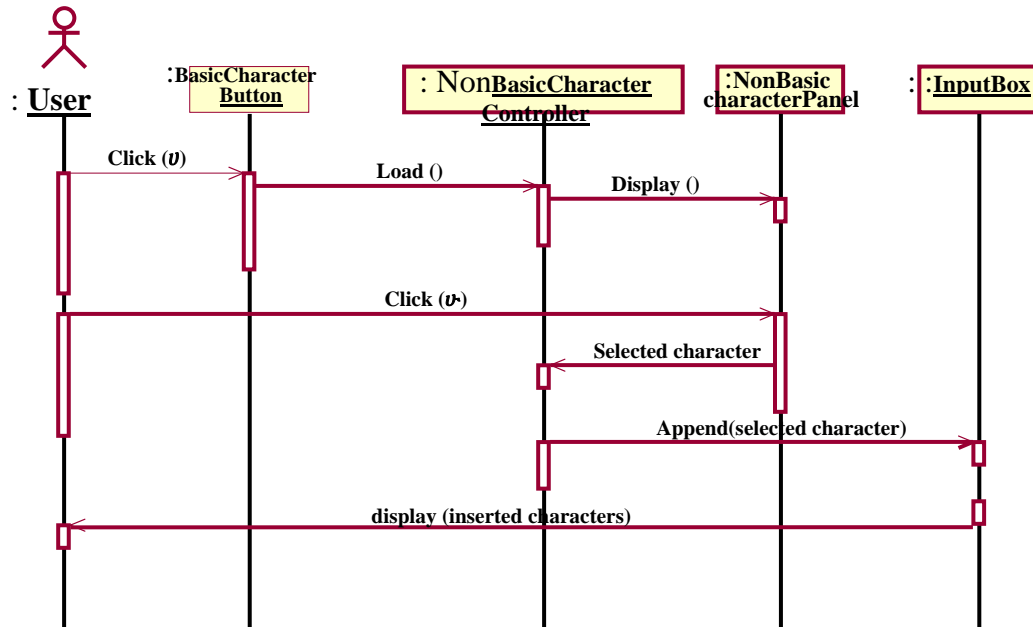 :BasicCharacter
Button
: NonBasicCharacter
Controller
:NonBasic
characterPanel
: :InputBox
: User
Click (ሀ)
Load ()
Display ()
Click (ሁ)
Selected character
Append(selected character)
display (inserted characters)